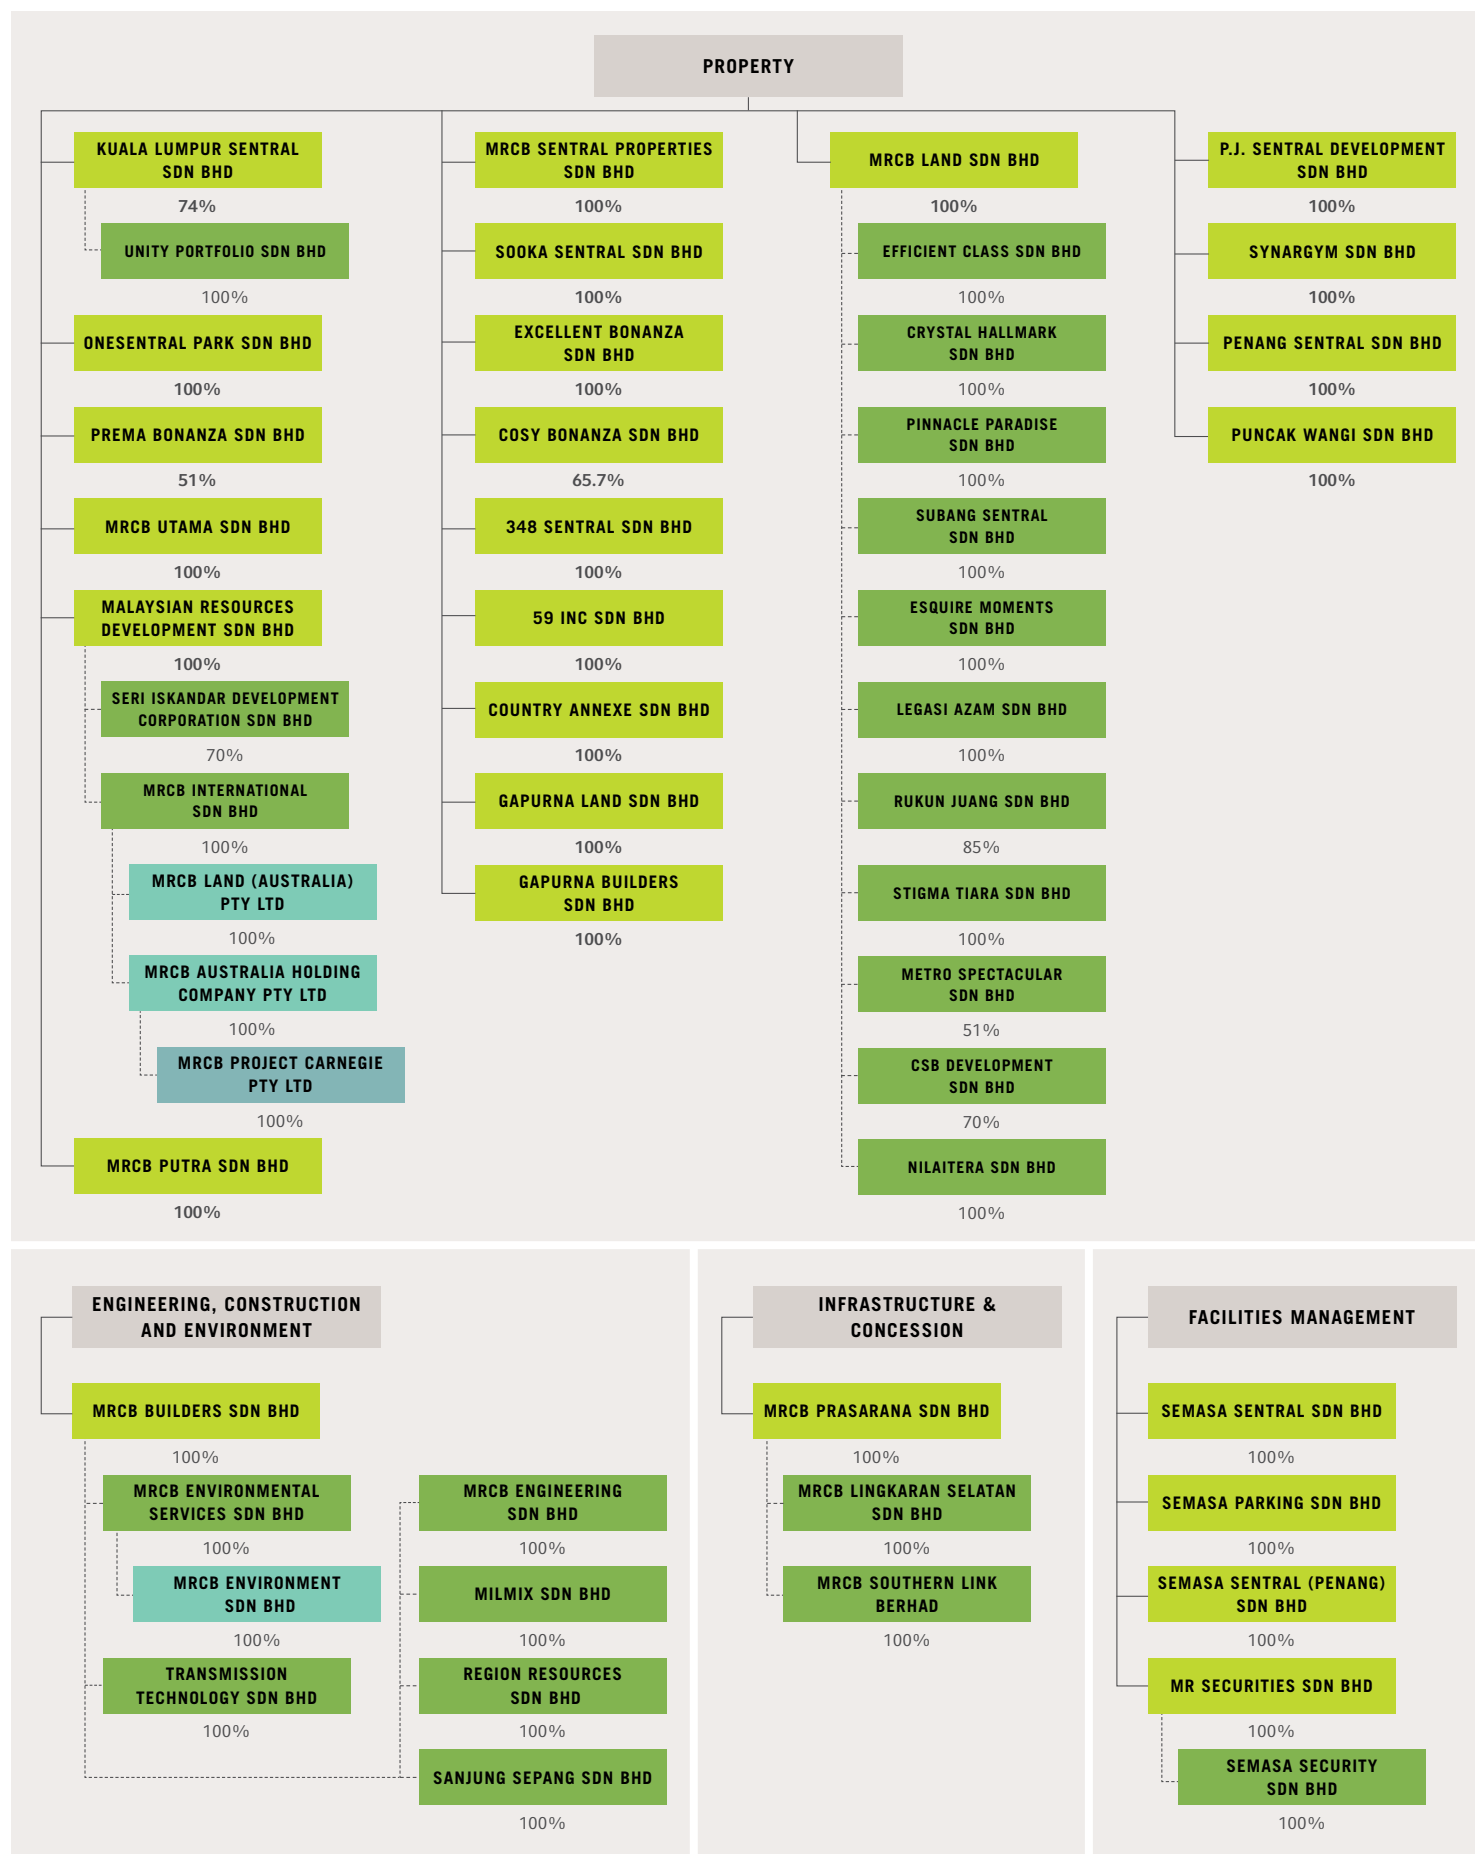 PROPERTY
KUALA LUMPUR SENTRAL
SDN BHD
74%
UNITY PORTFOLIO SDN BHD
100%
ONESENTRAL PARK SDN BHD
100%
PREMA BONANZA SDN BHD
51%
MRCB UTAMA SDN BHD
100%
MALAYSIAN RESOURCES
DEVELOPMENT SDN BHD
100%
SERI ISKANDAR DEVELOPMENT
CORPORATION SDN BHD
70%
MRCB INTERNATIONAL
SDN BHD
100%
MRCB LAND (AUSTRALIA)
PTY LTD
100%
MRCB AUSTRALIA HOLDING
COMPANY PTY LTD
100%
MRCB PROJECT CARNEGIE
PTY LTD
100%
MRCB PUTRA SDN BHD
100%
MRCB SENTRAL PROPERTIES
SDN BHD
100%
SOOKA SENTRAL SDN BHD
100%
EXCELLENT BONANZA
SDN BHD
100%
COSY BONANZA SDN BHD
65.7%
348 SENTRAL SDN BHD
100%
59 INC SDN BHD
100%
COUNTRY ANNEXE SDN BHD
100%
GAPURNA LAND SDN BHD
100%
GAPURNA BUILDERS
SDN BHD
100%
MRCB LAND SDN BHD
100%
EFFICIENT CLASS SDN BHD
100%
CRYSTAL HALLMARK
SDN BHD
100%
PINNACLE PARADISE
SDN BHD
100%
SUBANG SENTRAL
SDN BHD
100%
ESQUIRE MOMENTS
SDN BHD
100%
LEGASI AZAM SDN BHD
100%
RUKUN JUANG SDN BHD
85%
STIGMA TIARA SDN BHD
100%
METRO SPECTACULAR
SDN BHD
51%
CSB DEVELOPMENT
SDN BHD
70%
NILAITERA SDN BHD
100%
P.J. SENTRAL DEVELOPMENT
SDN BHD
100%
SYNARGYM SDN BHD
100%
PENANG SENTRAL SDN BHD
100%
PUNCAK WANGI SDN BHD
100%
ENGINEERING, CONSTRUCTION
AND ENVIRONMENT
MRCB BUILDERS SDN BHD
100%
MRCB ENVIRONMENTAL
SERVICES SDN BHD
100%
MRCB ENVIRONMENT
SDN BHD
100%
TRANSMISSION
TECHNOLOGY SDN BHD
100%
MRCB ENGINEERING
SDN BHD
100%
MILMIX SDN BHD
100%
REGION RESOURCES
SDN BHD
100%
SANJUNG SEPANG SDN BHD
100%
INFRASTRUCTURE &
CONCESSION
MRCB PRASARANA SDN BHD
100%
MRCB LINGKARAN SELATAN
SDN BHD
100%
MRCB SOUTHERN LINK
BERHAD
100%
FACILITIES MANAGEMENT
SEMASA SENTRAL SDN BHD
100%
SEMASA PARKING SDN BHD
100%
SEMASA SENTRAL (PENANG)
SDN BHD
100%
MR SECURITIES SDN BHD
100%
SEMASA SECURITY
SDN BHD
100%